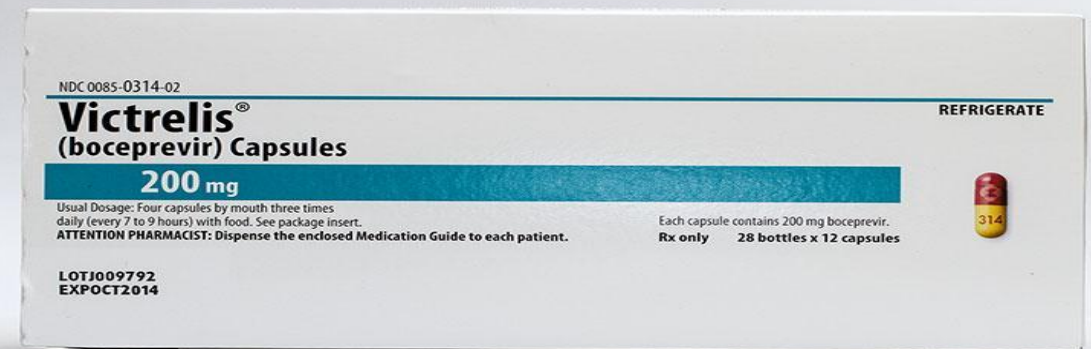 NDC 0085-0314-02
Victrelis®
(boceprevir) Capsules
REFRIGERATE
200 mg
Usual Dosage: Four capsules by mouth three times
daily (every 7 to 9 hours) with food. See package insert.
ATTENTION PHARMACIST: Dispense the enclosed Medication Guide to each patient.
Each capsule contains 200 mg boceprevir.
Rx only 28 bottles x 12 capsules
314
LOTJ009792
EXPOCT2014